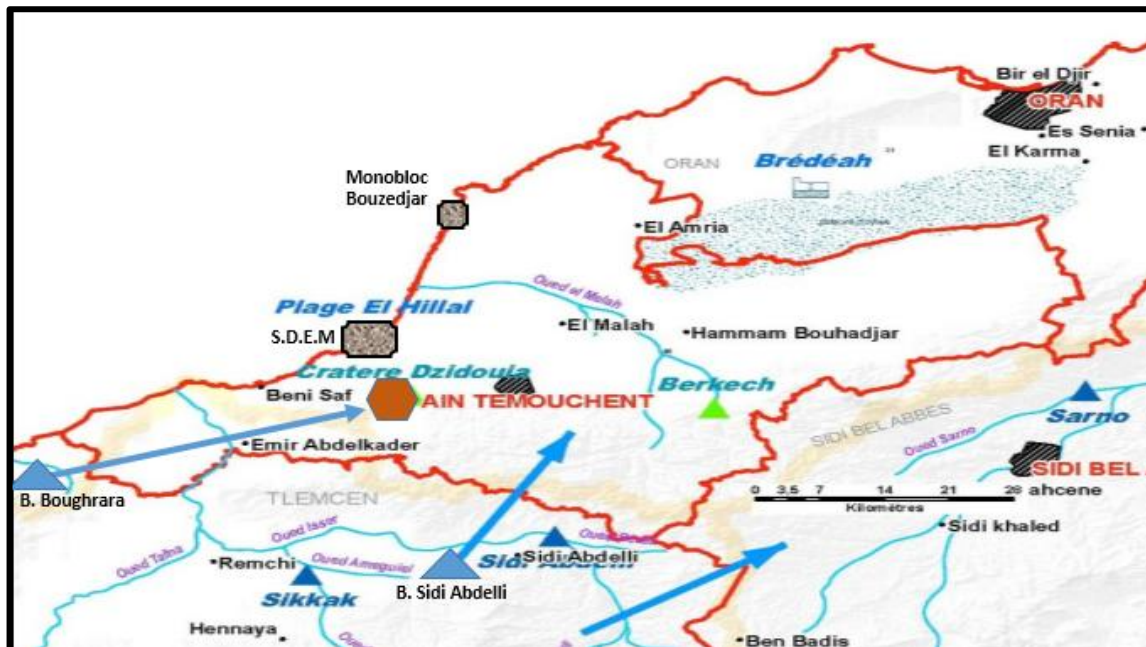 Bir el Djir
ORAN
Es Senia
El Karma
ORAN
Brédéah
Monobloc
Bouzedjar
El Amria
Oued el Malah
Plage El Hillal
S.D.E.M
El Malah
Hammam Bouhadjar
Cratere Dzidouia
Beni Saf
AIN TEMOUCHENT
Berkech
Sarno
SIDI BEL ABBES
Oued Sarno
Emir Abdelkader
B. Boughrara
TLEMCEN
SIDI BEL
ahcene
0 3,5 7 14 21 28
Kilomètres
Sidi khaled
Oued Isser
Oued Tafna
Remchi
Oued Ameguiel
Sidi Abdelli
Sidi Abdelli
B. Sidi Abdelli
Sikkak
Hennaya
Ben Badis